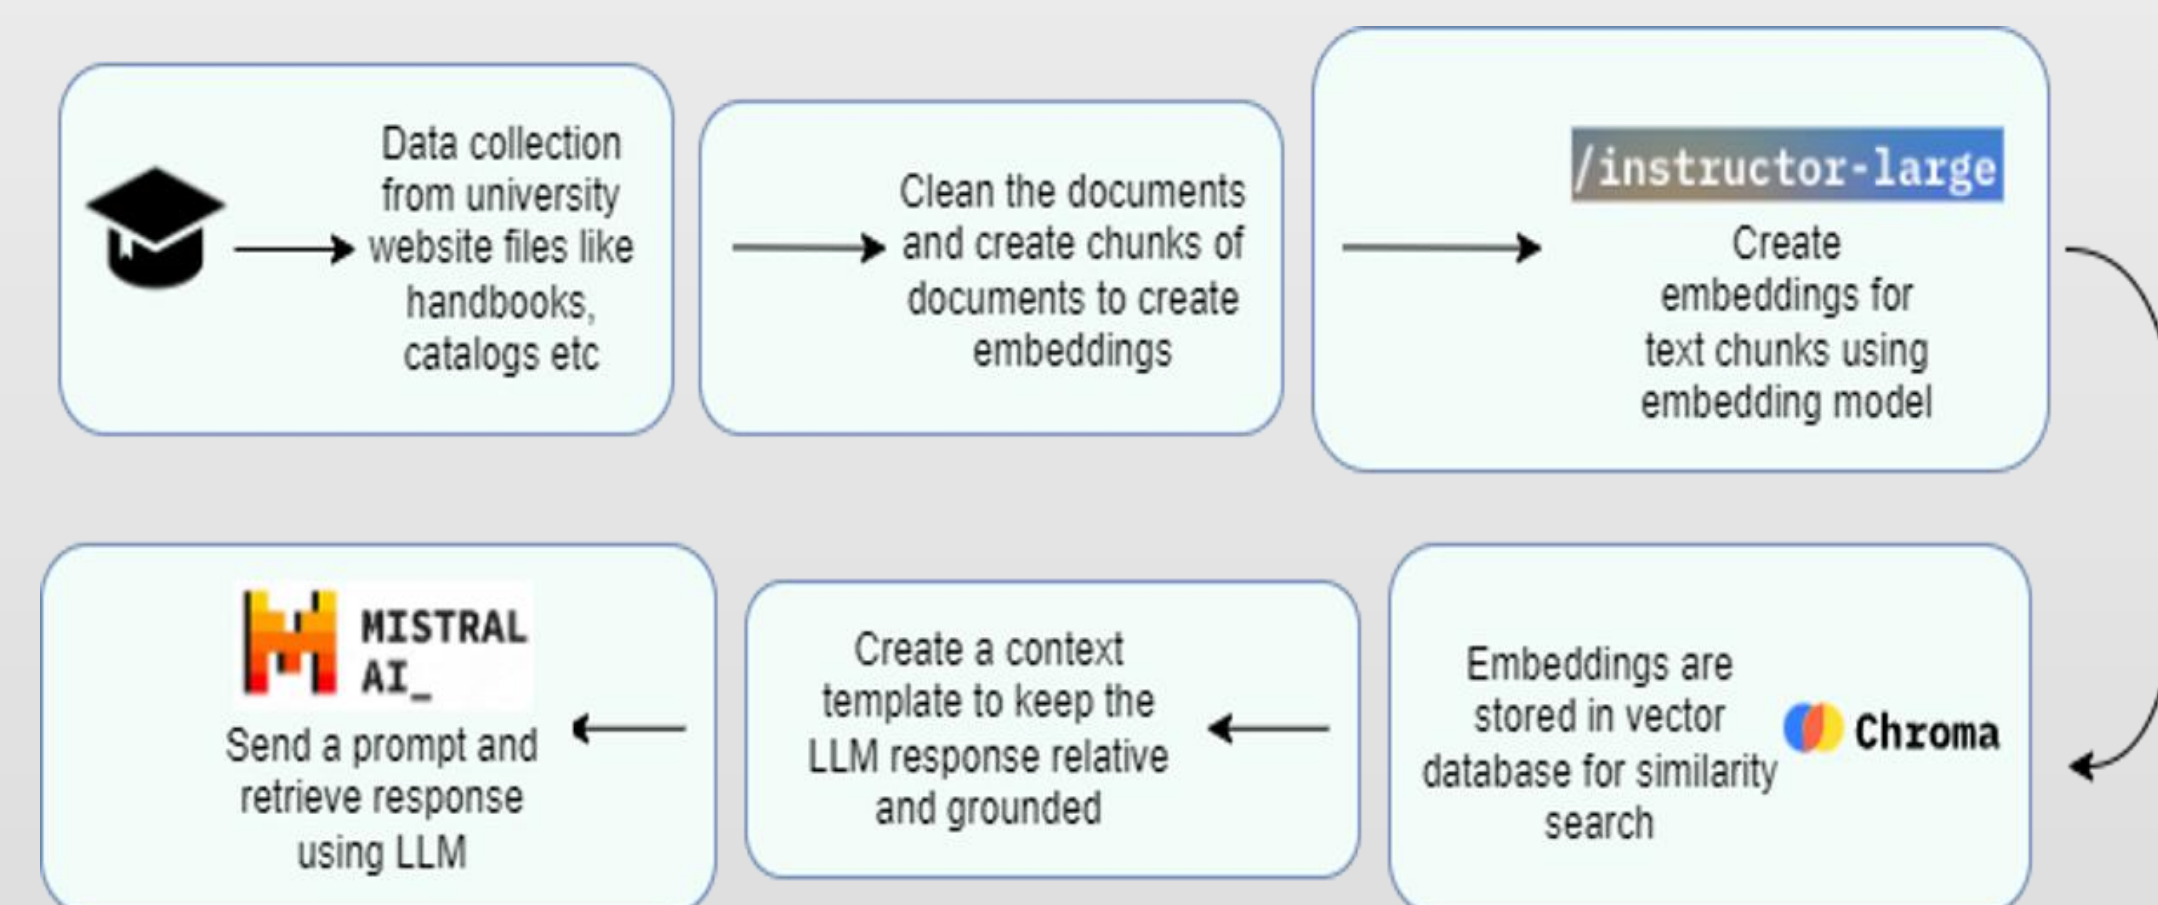 Data collection
from university
website files like
handbooks,
catalogs etc
Clean the documents
and create chunks of
documents to create
embeddings
/instructor-large
Create
embeddings for
text chunks using
embedding model
MISTRAL
AI_
Send a prompt and
retrieve response
using LLM
Create a context
template to keep the
LLM response relative
and grounded
Embeddings are
stored in vector
database for similarity
search
Chroma